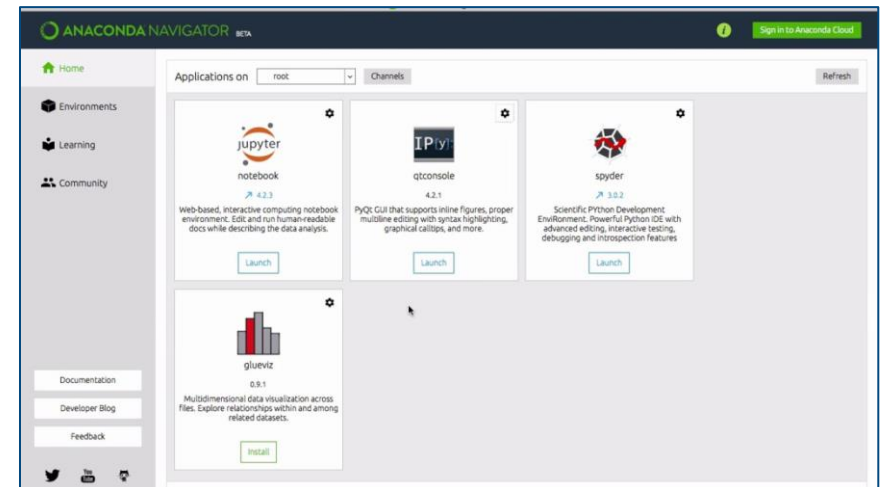 ANACONDA NAVIGATOR BETA
Sign in to Anaconda Cloud
Home
Environments
Learning
Community
Documentation
Developer Blog
Feedback
You
Tube
Applications on root Channels Refresh
jupyter
notebook
4.2.3
Web-based, interactive computing notebook
environment. Edit and run human-readable
docs while describing the data analysis.
Launch
IP[y]:
qtconsole
4.2.1
PyQt GUI that supports inline figures, proper
multiline editing with syntax highlighting,
graphical calltips, and more.
Launch
spyder
3.0.2
Scientific PYthon Development
EnviRonment. Powerful Python IDE with
advanced editing, interactive testing,
debugging and introspection features
Launch
glueviz
0.9.1
Multidimensional data visualization across
files. Explore relationships within and among
related datasets.
Install